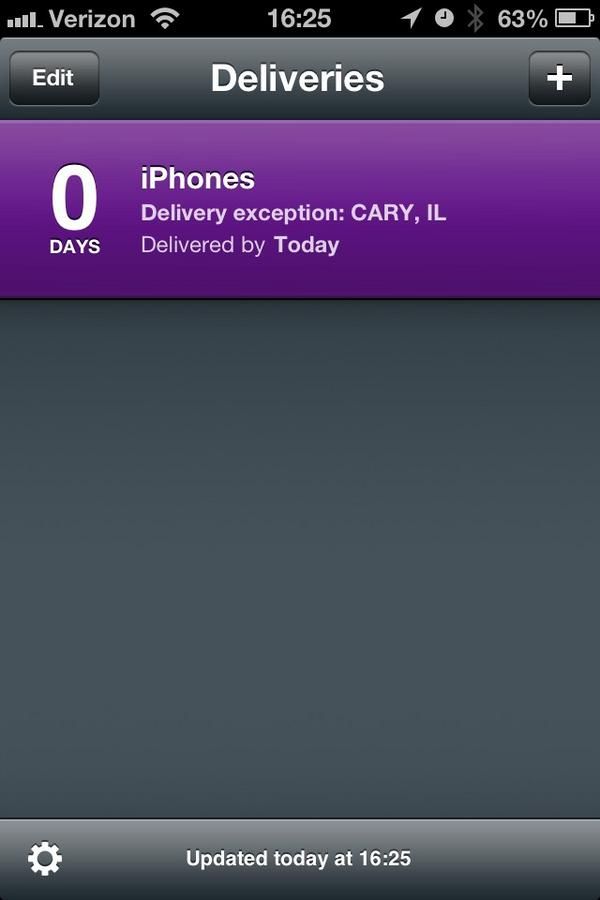 Verizon 16:25 63%
Edit Deliveries +
0
DAYS
iPhones
Delivery exception: CARY, IL
Delivered by Today
Updated today at 16:25